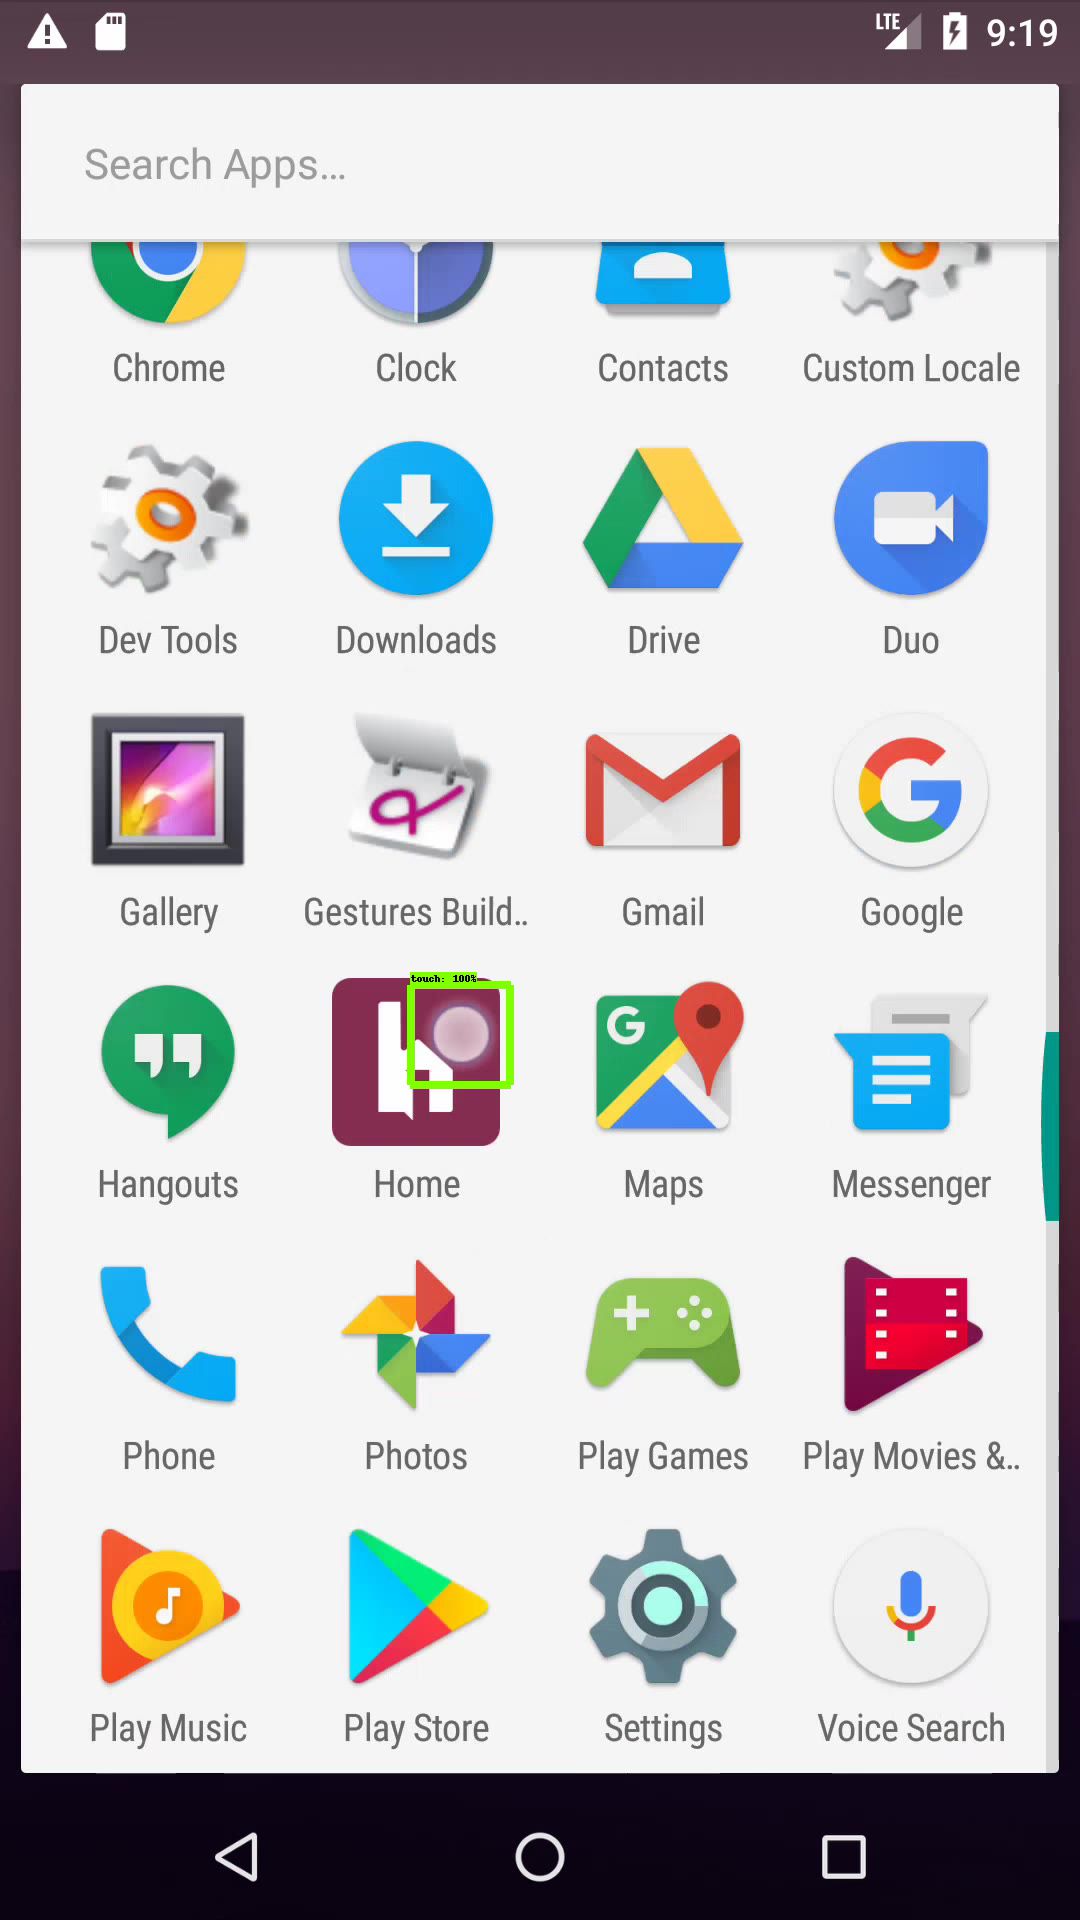 LTE 9:19
Search Apps...
Chrome Clock Contacts Custom Locale
Dev Tools Downloads Drive Duo
Gallery Gestures Build.. Gmail Google
touch: 100%
Hangouts Home Maps Messenger
Phone Photos Play Games Play Movies &..
Play Music Play Store Settings Voice Search